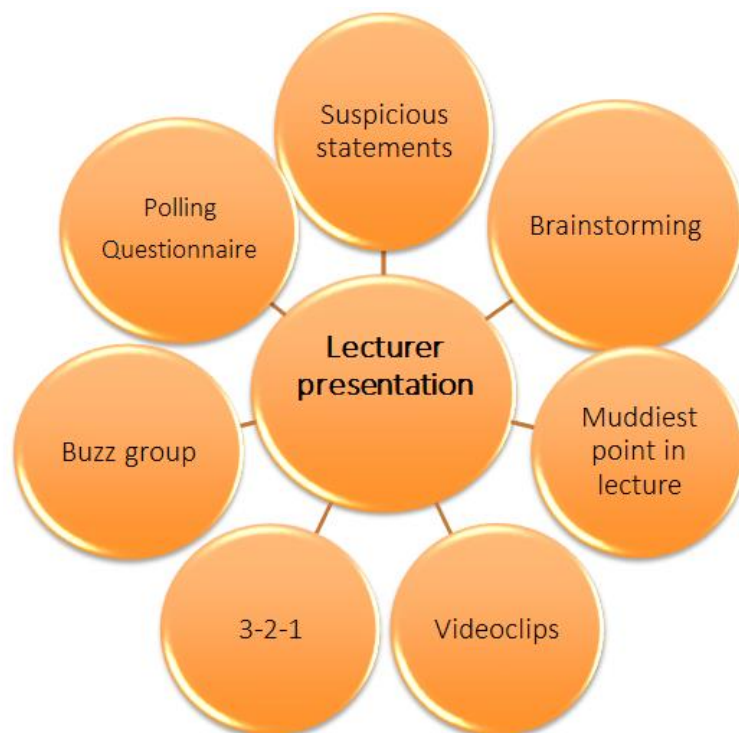 Suspicious
statements
Polling
Questionnaire
Brainstorming
Lecturer
presentation
Buzz group
Muddiest
point in
lecture
3-2-1
Videoclips